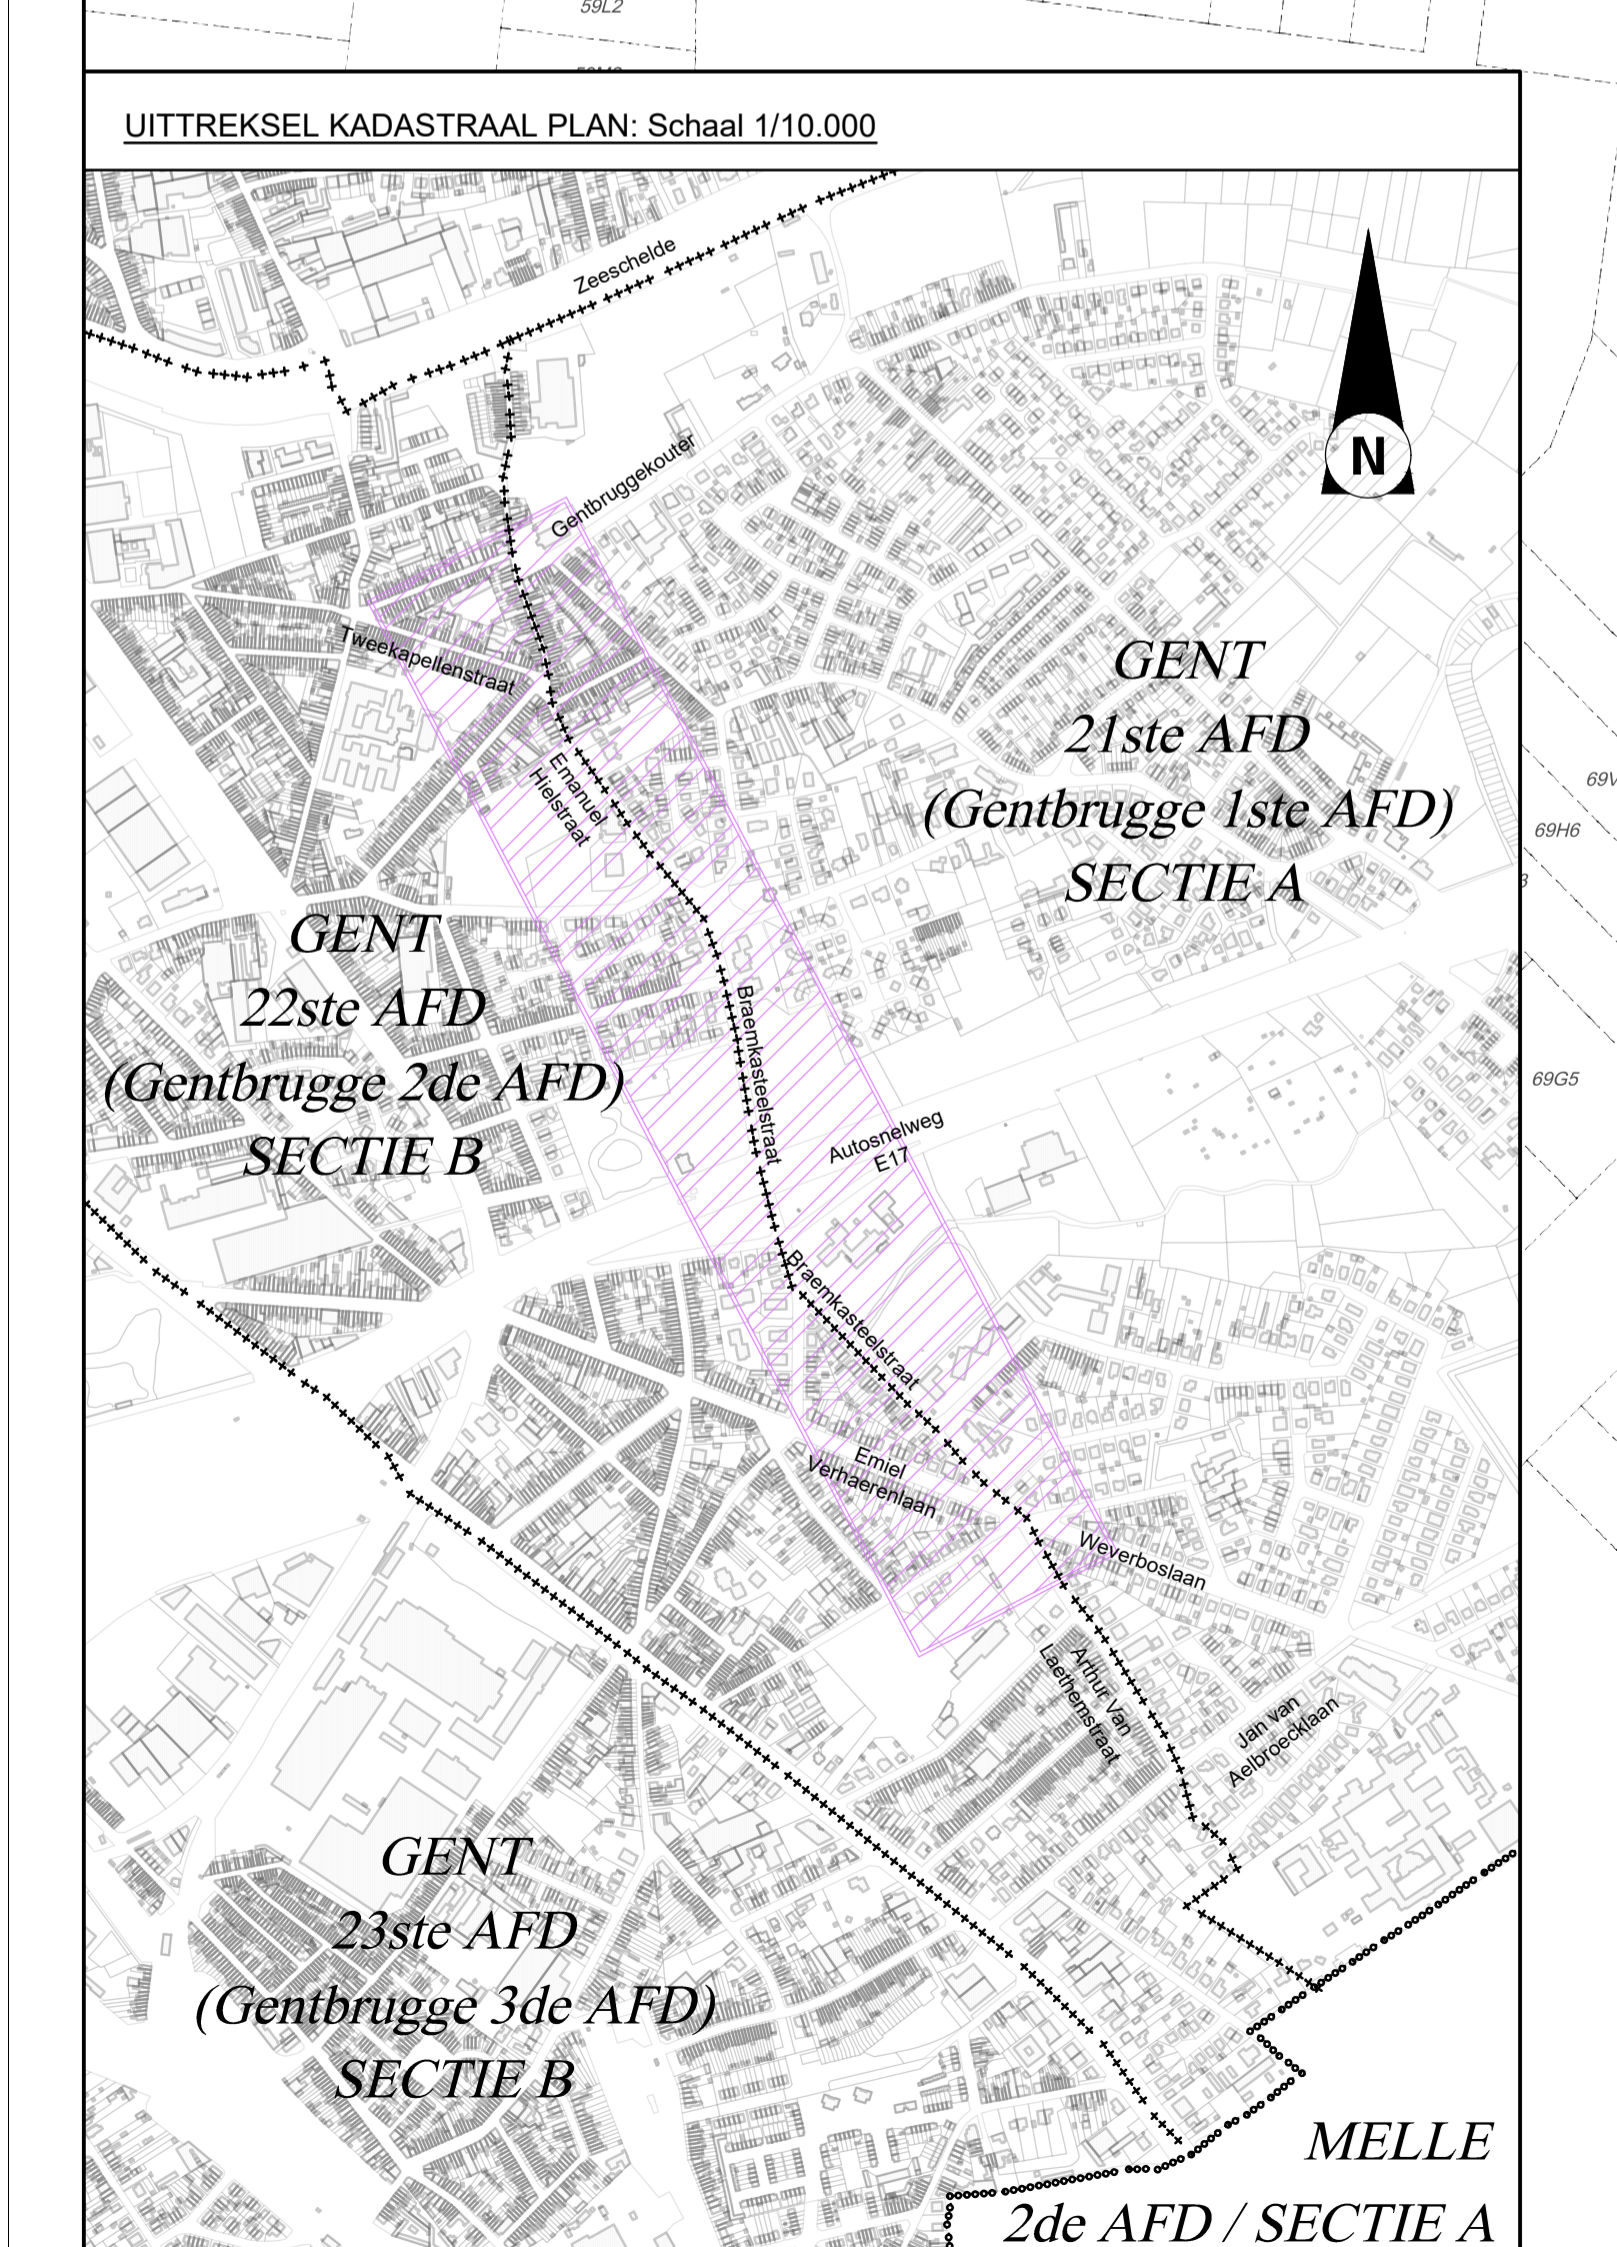 59L2
UITTREKSEL KADASTRAAL PLAN: Schaal 1/10.000
Zeeschelde
N
Gentbruggekouter
Tweekapellenstraat
GENT
21ste AFD
(Gentbrugge 1ste AFD)
SECTIE A
69H6
Emanuel
Hielstraat
GENT
22ste AFD
(Gentbrugge 2de AFD)
SECTIE B
Braemkasteelstraat
69G5
Autosnelweg
E17
Braemkasteelstraat
Emiel
Verhaerenlaan
Weverboslaan
Arthur Van
Laethemstraat
Jan van
Aelbroecklaan
GENT
23ste AFD
(Gentbrugge 3de AFD)
SECTIE B
MELLE
2de AFD / SECTIE A